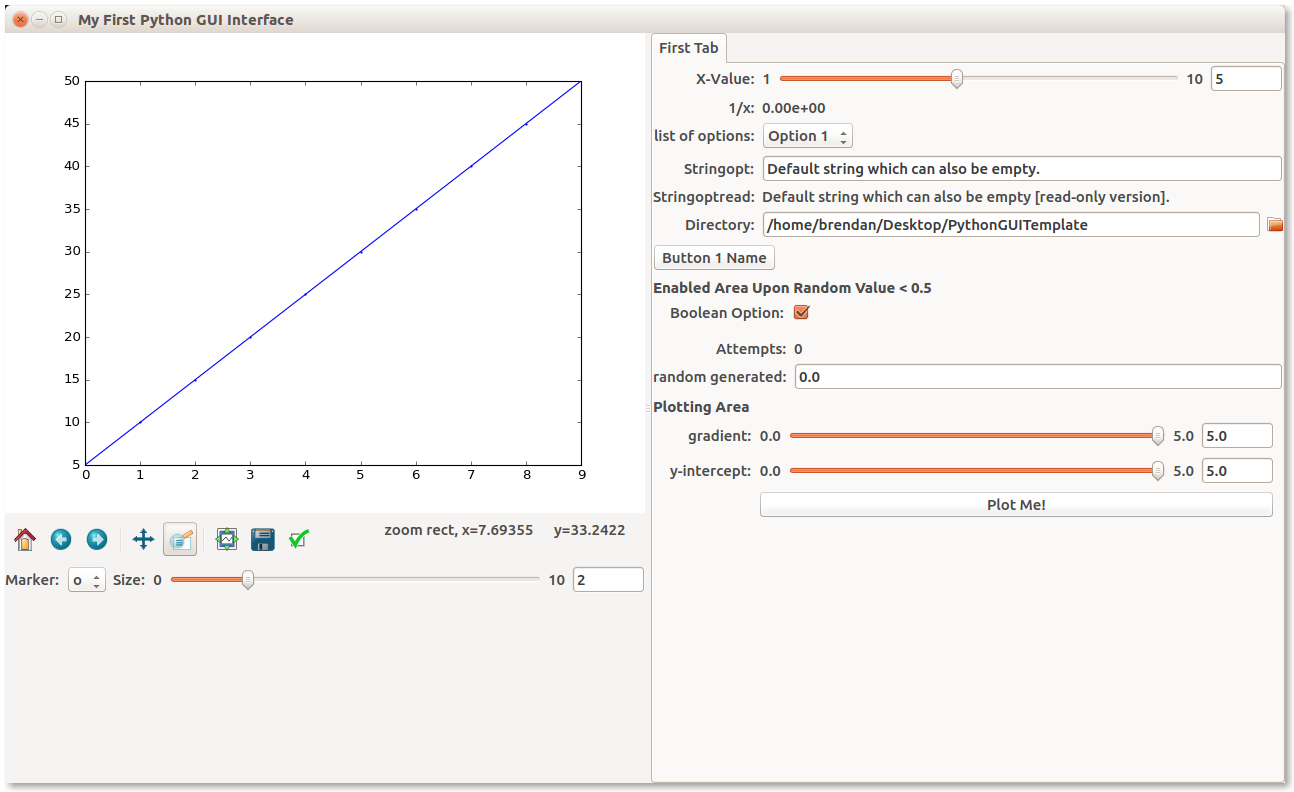 My First Python GUI Interface
50
45
40
35
30
25
20
15
10
5
0 1 2 3 4 5 6 7 8 9
zoom rect, x=7.69355 y=33.2422
Marker: o Size: 0 10 2
First Tab
X-Value: 1 10 5
1/x: 0.00e+00
list of options: Option 1
Stringopt: Default string which can also be empty.
Stringoptread: Default string which can also be empty [read-only version].
Directory: /home/brendan/Desktop/PythonGUITemplate
Button 1 Name
Enabled Area Upon Random Value < 0.5
Boolean Option:
Attempts: 0
random generated: 0.0
Plotting Area
gradient: 0.0 5.0 5.0
y-intercept: 0.0 5.0 5.0
Plot Me!